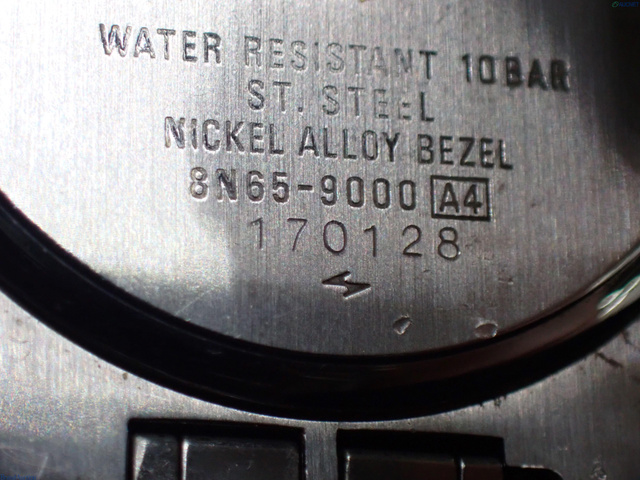 WATER RESISTANT 10BAR
ST. STEEL
NICKEL ALLOY BEZEL
8N65-9000 A4
170128